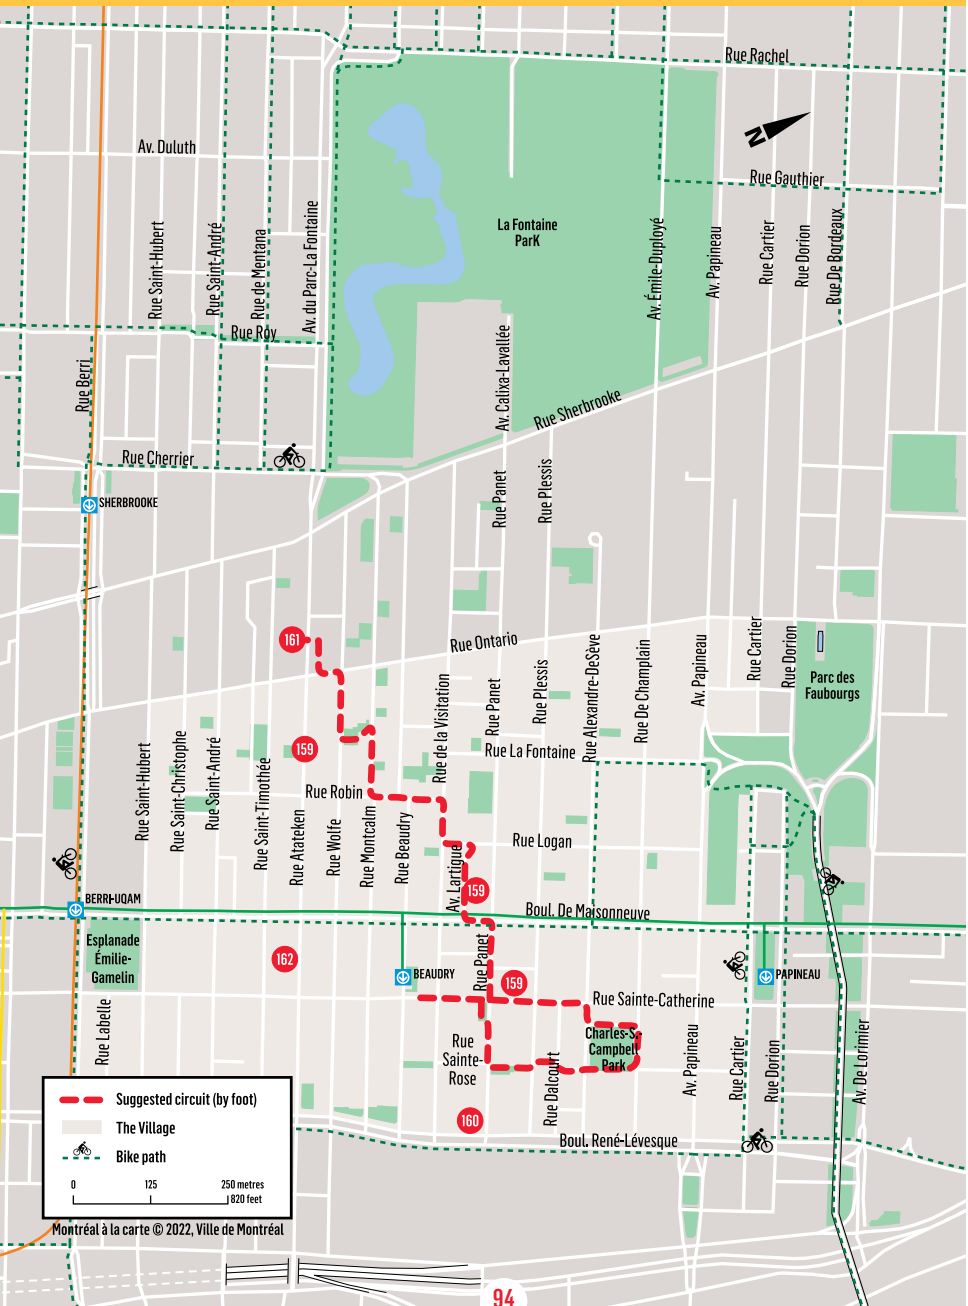 Rue Rachel
N
Av. Duluth
Rue Gauthier
La Fontaine
ParK
Rue Saint-Hubert
Rue Saint-André
Rue de Mentana
Av. du Parc-La Fontaine
Av. Émile-Duployé
Av. Papineau
Rue Cartier
Rue Dorion
Rue De Bordeaux
Rue Roy
Rue Berri
Av. Calixa-Lavallée
Rue Sherbrooke
Rue Cherrier
Rue Panet
Rue Plessis
SHERBROOKE
161
Rue Ontario
Rue Alexandre-DeSève
Rue De Champlain
Av. Papineau
Rue Cartier
Rue Dorion
Parc des
Faubourgs
Rue de la Visitation
Rue Panet
Rue Plessis
159
Rue La Fontaine
Rue Saint-Hubert
Rue Saint-Christophe
Rue Saint-André
Rue Saint-Timothée
Rue Robin
Rue Atateken
Rue Wolfe
Rue Montcalm
Rue Beaudry
Rue Logan
Av. Lartigue
159
BERRI-UQAM
Boul. De Maisonneuve
Esplanade
Émilie-
Gamelin
162
BEAUDRY
Rue Panet
159
PAPINEAU
Rue Sainte-Catherine
Rue Labelle
Rue
Sainte-
Rose
Charles-S.-
Campbell
Park
Rue Dalcourt
Av. Papineau
Rue Cartier
Rue Dorion
Av. De Lorimier
160
Boul. René-Lévesque
Suggested circuit (by foot)
The Village
Bike path
0 125 250 metres
820 feet
Montréal à la carte © 2022, Ville de Montréal
94